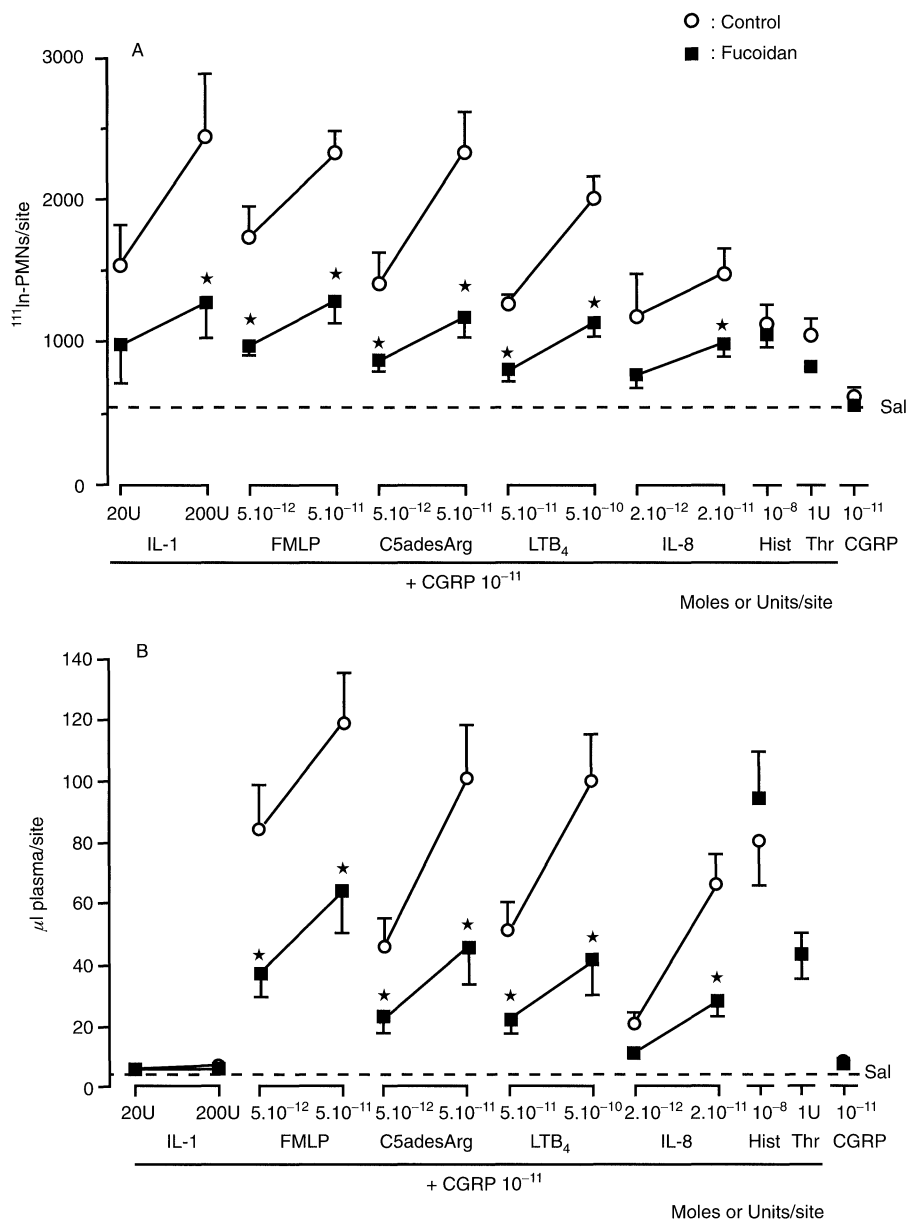 ○ : Control
■ : Fucoidan
A
3000
2000
1000
0
¹¹¹In-PMNs/site
Sal
20U 200U 5.10⁻¹² 5.10⁻¹¹ 5.10⁻¹² 5.10⁻¹¹ 5.10⁻¹¹ 5.10⁻¹⁰ 2.10⁻¹² 2.10⁻¹¹ 10⁻⁸ 1U 10⁻¹¹
IL-1 FMLP C5adesArg LTB₄ IL-8 Hist Thr CGRP
+ CGRP 10⁻¹¹
Moles or Units/site
B
140
120
100
80
60
40
20
0
μl plasma/site
Sal
20U 200U 5.10⁻¹² 5.10⁻¹¹ 5.10⁻¹² 5.10⁻¹¹ 5.10⁻¹¹ 5.10⁻¹⁰ 2.10⁻¹² 2.10⁻¹¹ 10⁻⁸ 1U 10⁻¹¹
IL-1 FMLP C5adesArg LTB₄ IL-8 Hist Thr CGRP
+ CGRP 10⁻¹¹
Moles or Units/site